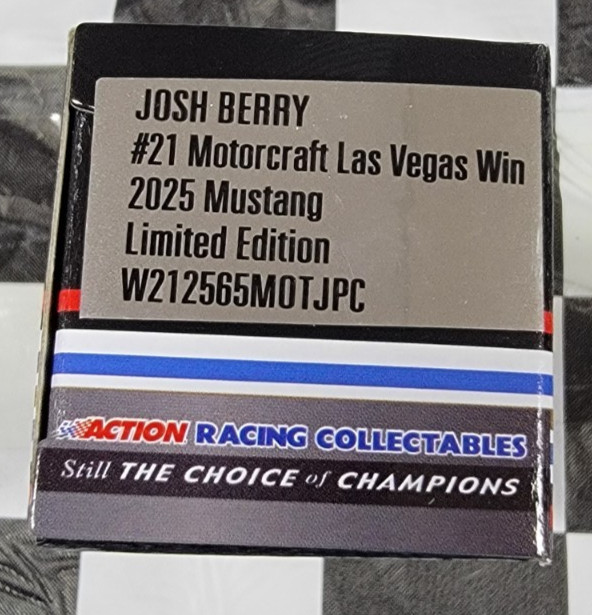 JOSH BERRY
#21 Motorcraft Las Vegas Win
2025 Mustang
Limited Edition
W212565MOTJPC
ACTION RACING COLLECTABLES
Still THE CHOICE of CHAMPIONS